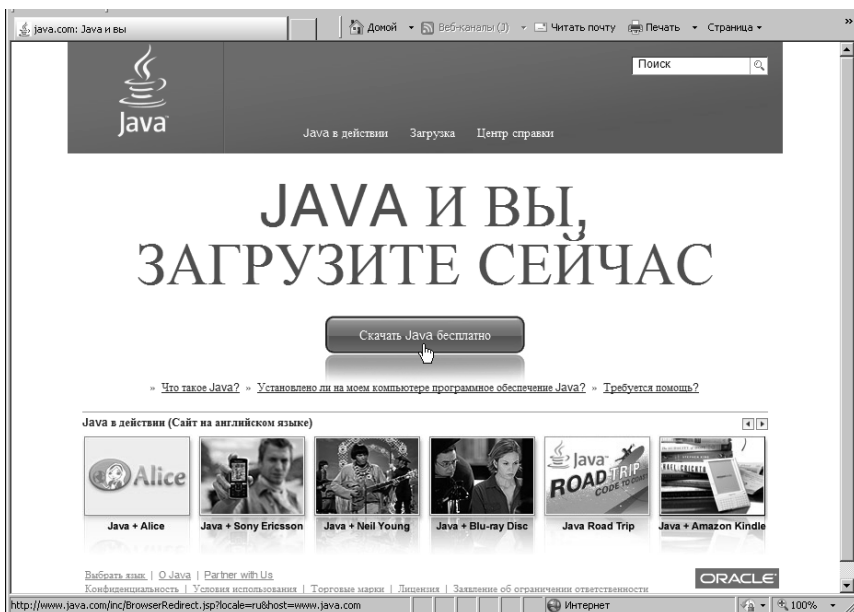 java.com: Java и вы
Домой
Веб-каналы (J)
Читать почту
Печать
Страница
»
Java
Поиск
Java в действии Загрузка Центр справки
JAVA И ВЫ,
ЗАГРУЗИТЕ СЕЙЧАС
Скачать Java бесплатно
» Что такое Java? » Установлено ли на моем компьютере программное обеспечение Java? » Требуется помощь?
Java в действии (Сайт на английском языке)
Alice
Java
ROAD TRIP
CODE TO COAST
Java + Alice
Java + Sony Ericsson
Java + Neil Young
Java + Blu-ray Disc
Java Road Trip
Java + Amazon Kindle
Выбрать язык | О Java | Partner with Us
Конфиденциальность | Условия использования | Торговые марки | Лицензия | Заявление об ограничении ответственности
ORACLE
http://www.java.com/inc/BrowserRedirect.jsp?locale=ru&host=www.java.com
Интернет
100%